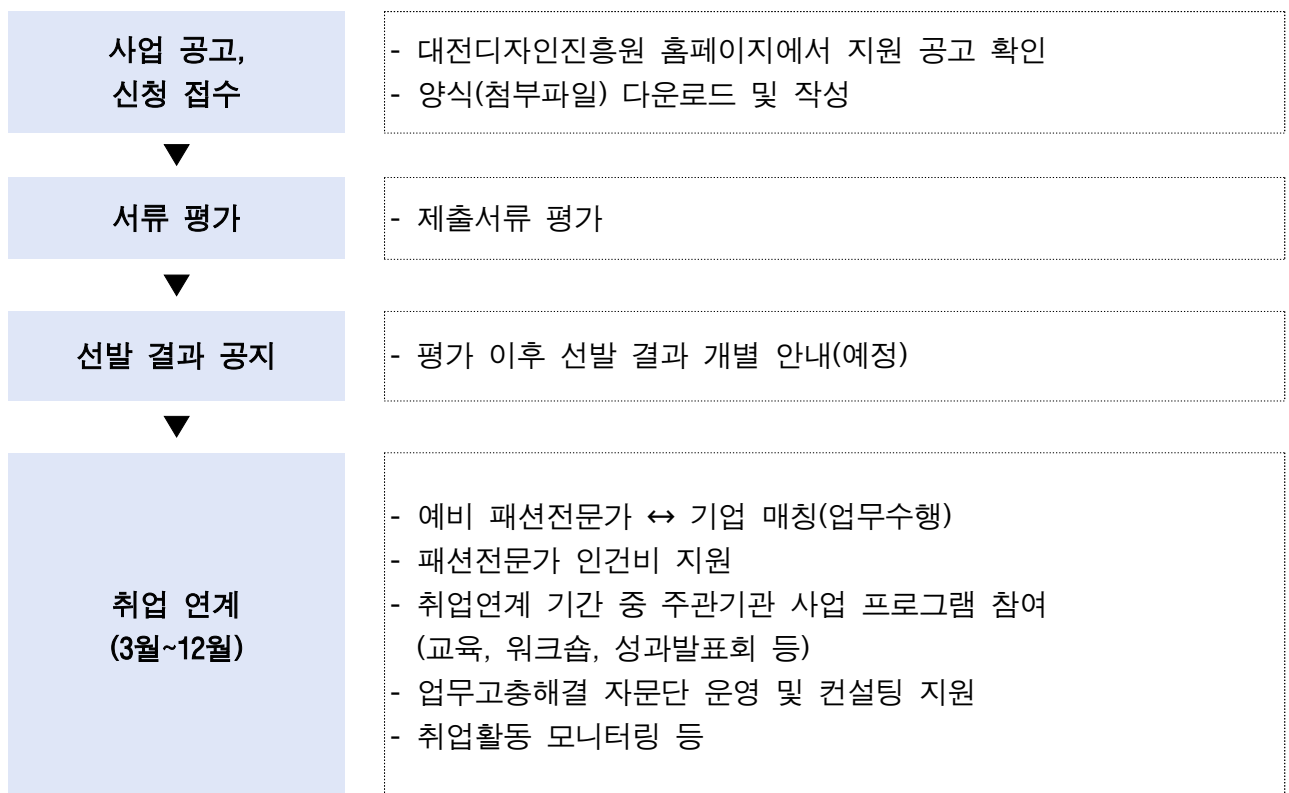 사업 공고,
신청 접수
- 대전디자인진흥원 홈페이지에서 지원 공고 확인
- 양식(첨부파일) 다운로드 및 작성
▼
서류 평가
- 제출서류 평가
▼
선발 결과 공지
- 평가 이후 선발 결과 개별 안내(예정)
▼
취업 연계
(3월~12월)
- 예비 패션전문가 ↔ 기업 매칭(업무수행)
- 패션전문가 인건비 지원
- 취업연계 기간 중 주관기관 사업 프로그램 참여
(교육, 워크숍, 성과발표회 등)
- 업무고충해결 자문단 운영 및 컨설팅 지원
- 취업활동 모니터링 등